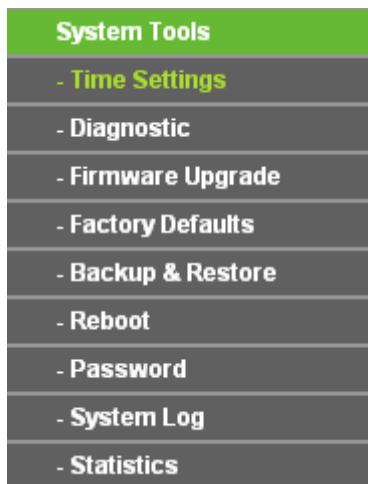 System Tools
- Time Settings
- Diagnostic
- Firmware Upgrade
- Factory Defaults
- Backup & Restore
- Reboot
- Password
- System Log
- Statistics